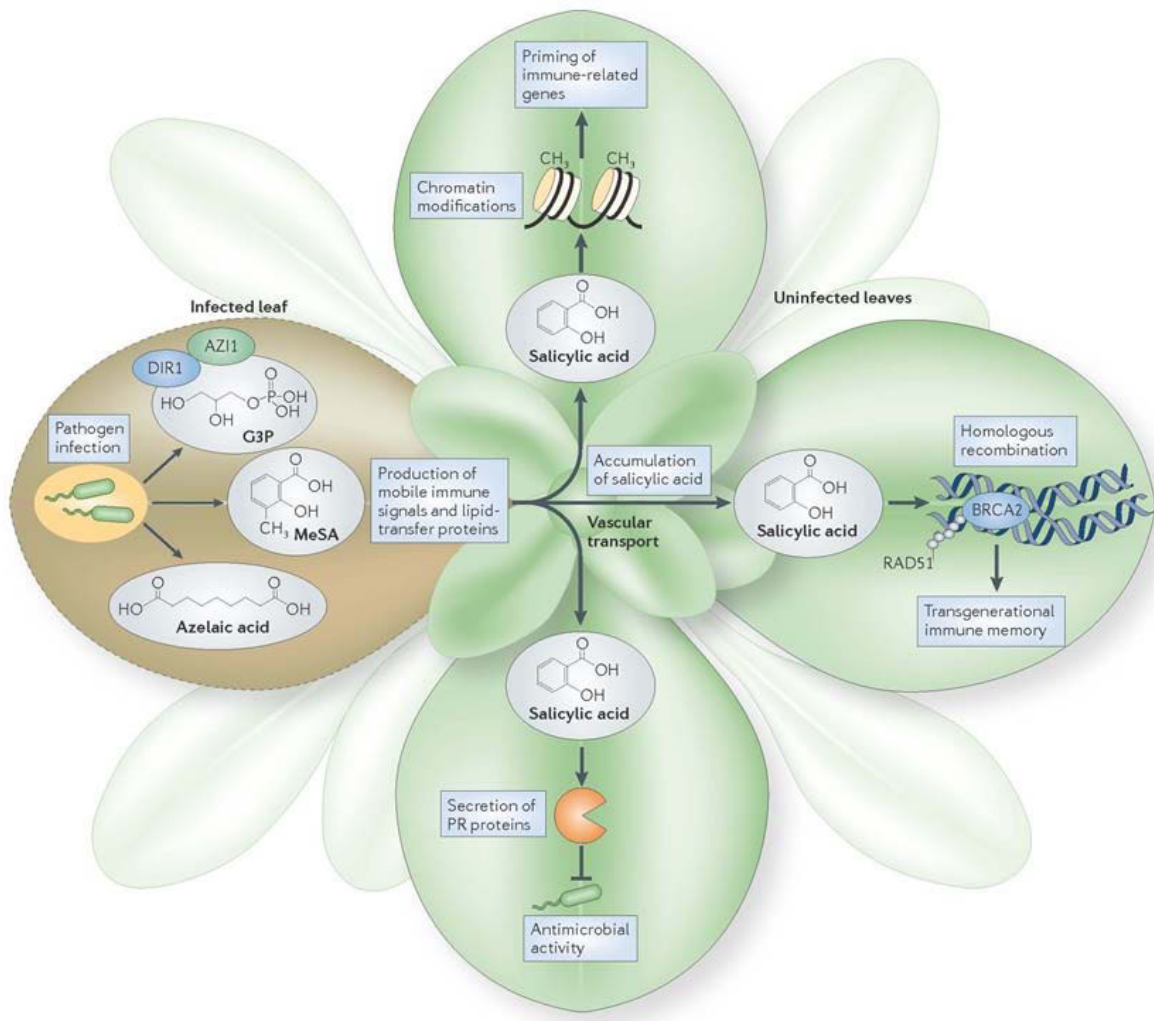 Priming of
immune-related
genes
CH3
CH3
Chromatin
modifications
O
OH
OH
Salicylic acid
Infected leaf
Uninfected leaves
AZI1
DIR1
O
HO
O
P
OH
OH
OH
G3P
Pathogen
infection
O
OH
OH
CH3
MeSA
Production of
mobile immune
signals and lipid-
transfer proteins
Accumulation
of salicylic acid
Vascular
transport
O
OH
OH
Salicylic acid
Homologous
recombination
BRCA2
RAD51
Transgenerational
immune memory
O
O
HO
OH
Azelaic acid
O
OH
OH
Salicylic acid
Secretion of
PR proteins
Antimicrobial
activity